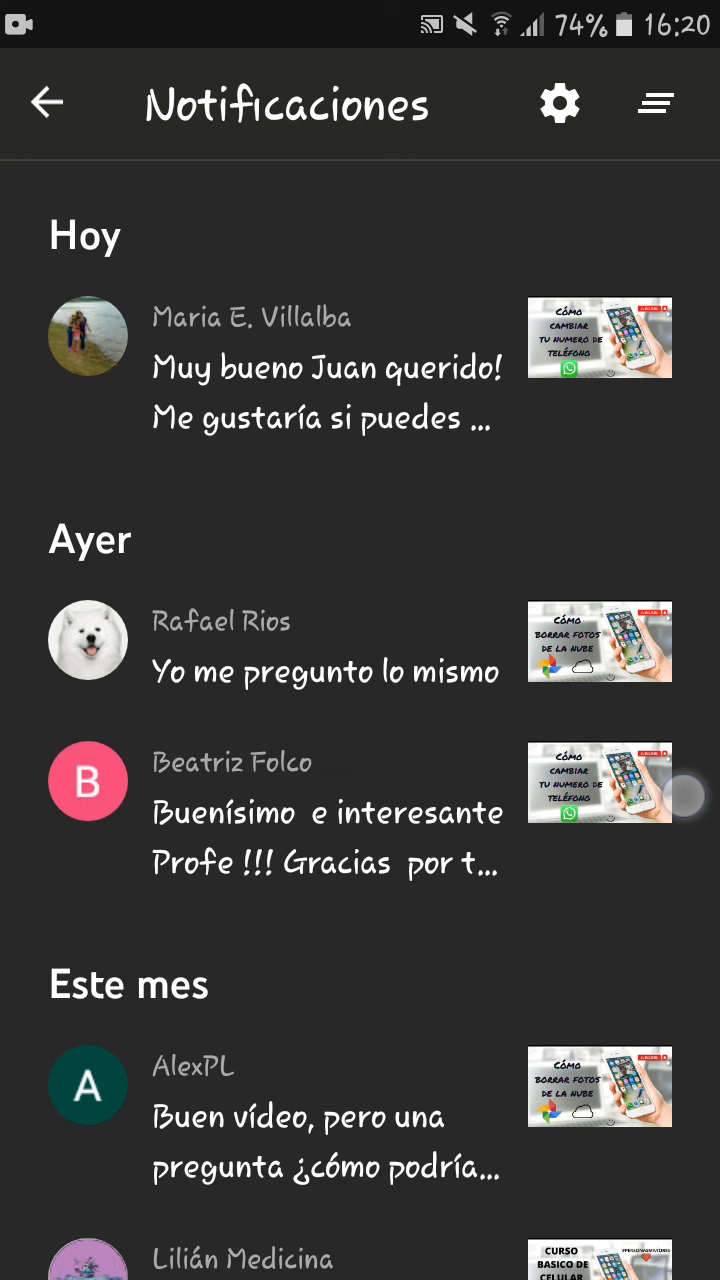 74% 16:20
Notificaciones
Hoy
Maria E. Villalba
Muy bueno Juan querido!
Me gustaría si puedes ...
CÓMO
CAMBIAR
TU NUMERO DE
TELÉFONO
Ayer
Rafael Rios
Yo me pregunto lo mismo
CÓMO
BORRAR FOTOS
DE LA NUBE
Beatriz Folco
Buenísimo e interesante
Profe !!! Gracias por t...
CÓMO
CAMBIAR
TU NUMERO DE
TELÉFONO
Este mes
AlexPL
Buen vídeo, pero una
pregunta ¿cómo podría...
CÓMO
BORRAR FOTOS
DE LA NUBE
Lilián Medicina
CURSO
BASICO DE
CELULAR
#PERSONASMAYORES